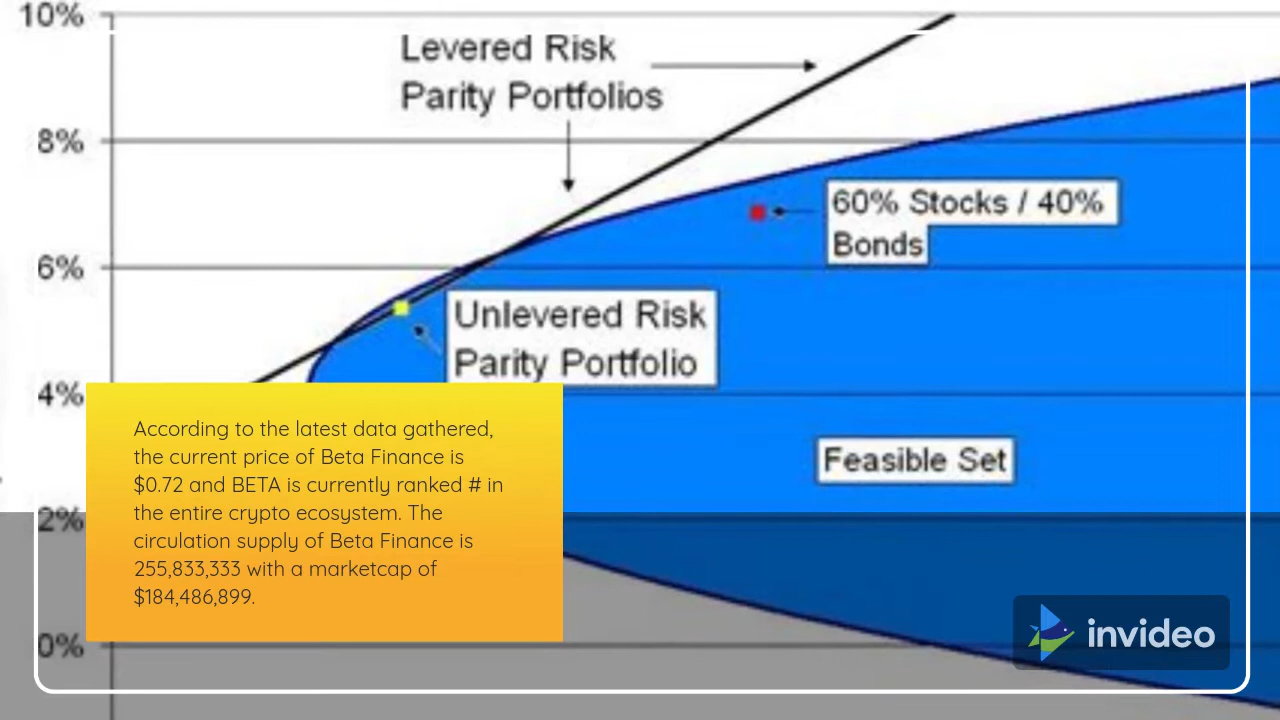 10%
Levered Risk
Parity Portfolios
8%
60% Stocks / 40%
Bonds
6%
Unlevered Risk
Parity Portfolio
4%
According to the latest data gathered,
the current price of Beta Finance is
$0.72 and BETA is currently ranked # in
the entire crypto ecosystem. The
circulation supply of Beta Finance is
255,833,333 with a marketcap of
$184,486,899.
Feasible Set
2%
0%
invideo